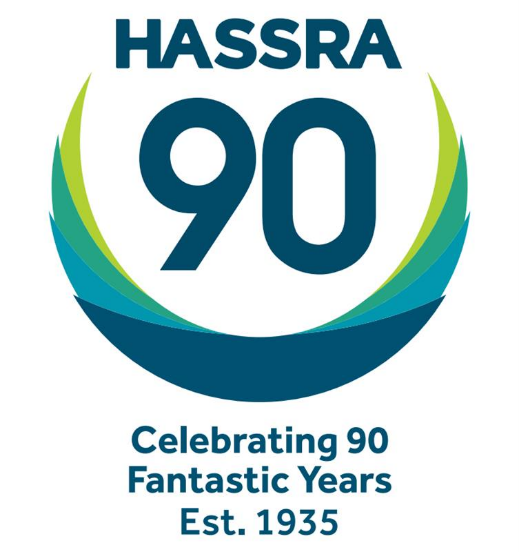 HASSRA
90
Celebrating 90
Fantastic Years
Est. 1935